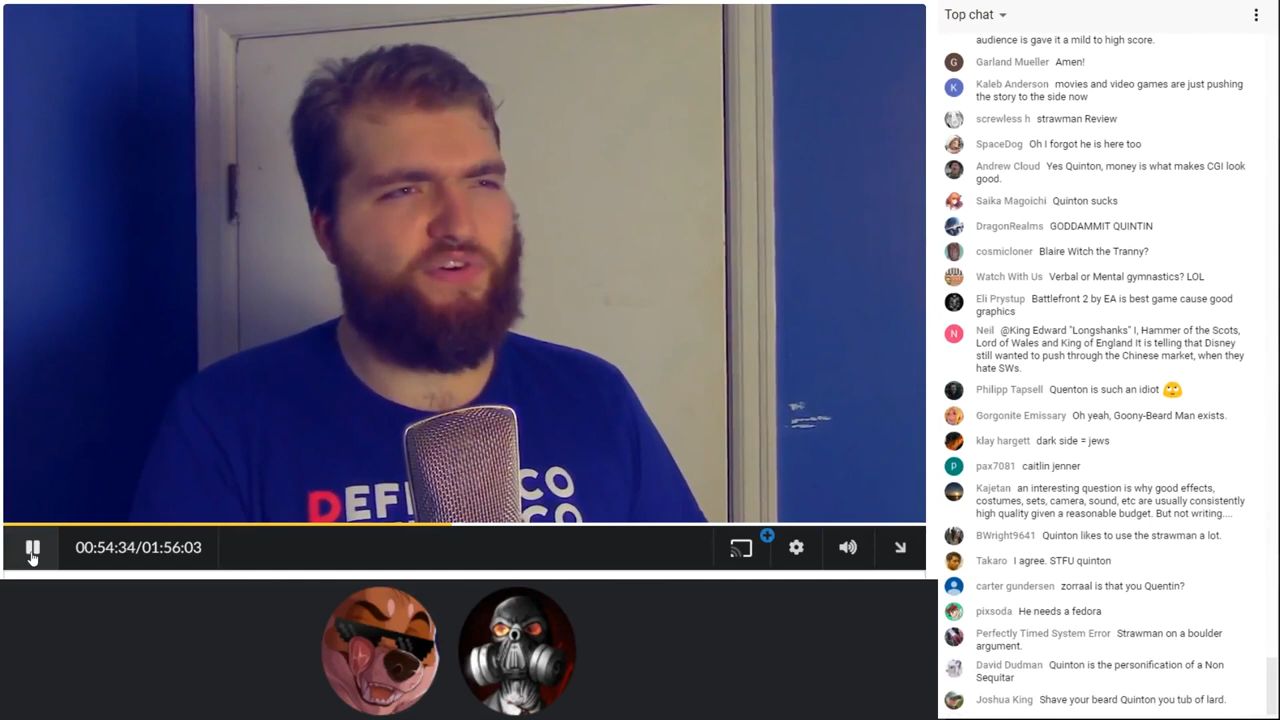 Top chat
audience is gave it a mild to high score.
Garland Mueller Amen!
Kaleb Anderson movies and video games are just pushing
the story to the side now
screwless h strawman Review
SpaceDog Oh I forgot he is here too
Andrew Cloud Yes Quinton, money is what makes CGI look
good.
Saika Magoichi Quinton sucks
DragonRealms GODDAMMIT QUINTIN
cosmicloner Blaire Witch the Tranny?
Watch With Us Verbal or Mental gymnastics? LOL
Eli Prystup Battlefront 2 by EA is best game cause good
graphics
Neil @King Edward "Longshanks" I, Hammer of the Scots,
Lord of Wales and King of England It is telling that Disney
still wanted to push through the Chinese market, when they
hate SWs.
Philipp Tapsell Quenton is such an idiot 🙄
Gorgonite Emissary Oh yeah, Goony-Beard Man exists.
klay hargett dark side = jews
pax7081 caitlin jenner
Kajetan an interesting question is why good effects,
costumes, sets, camera, sound, etc are usually consistently
high quality given a reasonable budget. But not writing....
BWright9641 Quinton likes to use the strawman a lot.
Takaro I agree. STFU quinton
carter gundersen zorraal is that you Quentin?
pixsoda He needs a fedora
Perfectly Timed System Error Strawman on a boulder
argument.
David Dudman Quinton is the personification of a Non
Sequitar
Joshua King Shave your beard Quinton you tub of lard.
G
K
N
P
DEF CO
CO
00:54:34/01:56:03